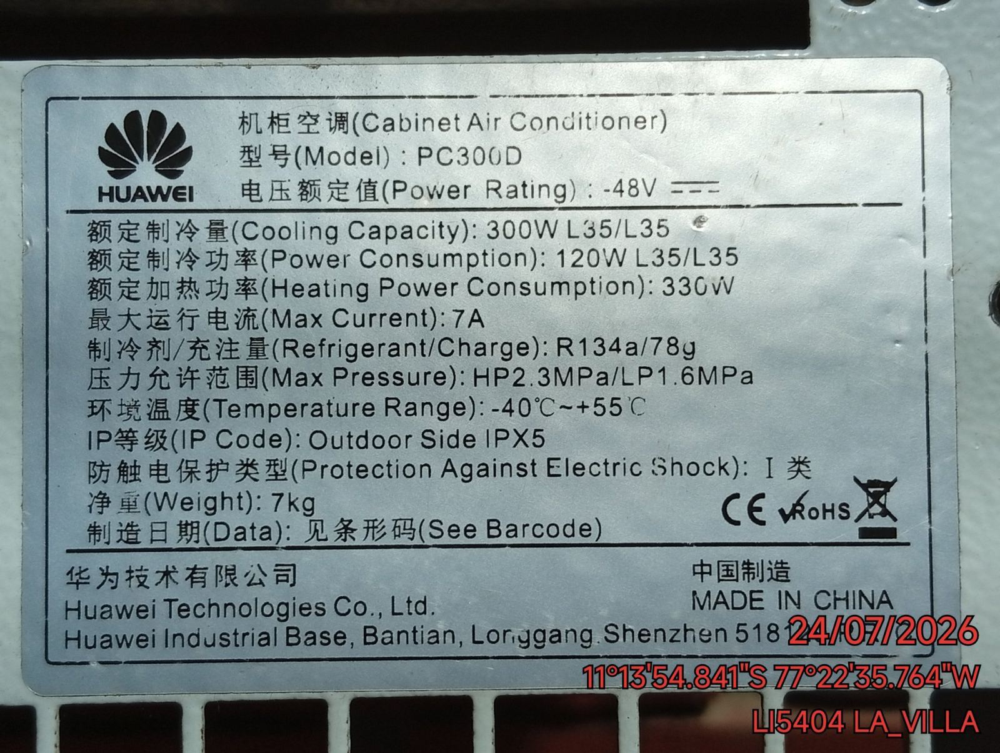 HUAWEI
机柜空调(Cabinet Air Conditioner)
型号(Model) : PC300D
电压额定值(Power Rating) : -48V
额定制冷量(Cooling Capacity): 300W L35/L35
额定制冷功率(Power Consumption): 120W L35/L35
额定加热功率(Heating Power Consumption): 330W
最大运行电流(Max Current): 7A
制冷剂/充注量(Refrigerant/Charge): R134a/78g
压力允许范围(Max Pressure): HP2.3MPa/LP1.6MPa
环境温度(Temperature Range): -40℃~+55℃
IP等级(IP Code): Outdoor Side IPX5
防触电保护类型(Protection Against Electric Shock): I 类
净重(Weight): 7kg
制造日期(Data): 见条形码(See Barcode)
CE RoHS
华为技术有限公司
中国制造
Huawei Technologies Co., Ltd.
MADE IN CHINA
Huawei Industrial Base, Bantian, Longgang Shenzhen
24/07/2026
11°13'54.841"S 77°22'35.764"W
LI5404 LA_VILLA